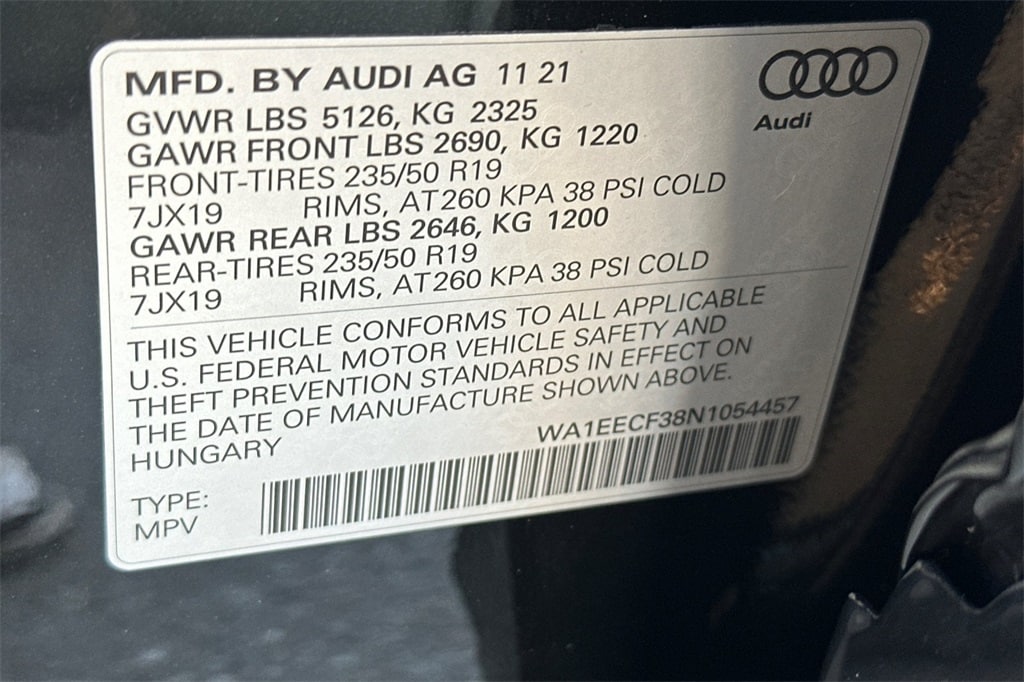 MFD. BY AUDI AG 11 21
Audi
GVWR LBS 5126, KG 2325
GAWR FRONT LBS 2690, KG 1220
FRONT-TIRES 235/50 R19
7JX19 RIMS, AT260 KPA 38 PSI COLD
GAWR REAR LBS 2646, KG 1200
REAR-TIRES 235/50 R19
7JX19 RIMS, AT260 KPA 38 PSI COLD
THIS VEHICLE CONFORMS TO ALL APPLICABLE
U.S. FEDERAL MOTOR VEHICLE SAFETY AND
THEFT PREVENTION STANDARDS IN EFFECT ON
THE DATE OF MANUFACTURE SHOWN ABOVE.
HUNGARY WA1EECF38N1054457
TYPE:
MPV